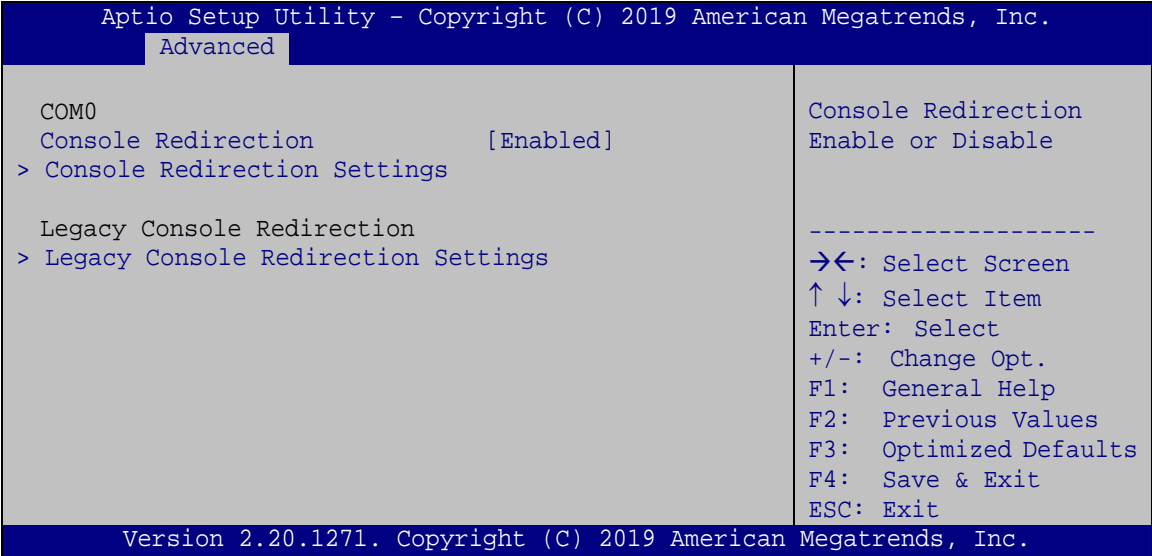 Aptio Setup Utility – Copyright (C) 2019 American Megatrends, Inc.
Advanced
COM0
Console Redirection [Enabled]
> Console Redirection Settings
Legacy Console Redirection
> Legacy Console Redirection Settings
Console Redirection
Enable or Disable
--------------------
→←: Select Screen
↑ ↓: Select Item
Enter: Select
+/-: Change Opt.
F1: General Help
F2: Previous Values
F3: Optimized Defaults
F4: Save & Exit
ESC: Exit
Version 2.20.1271. Copyright (C) 2019 American Megatrends, Inc.